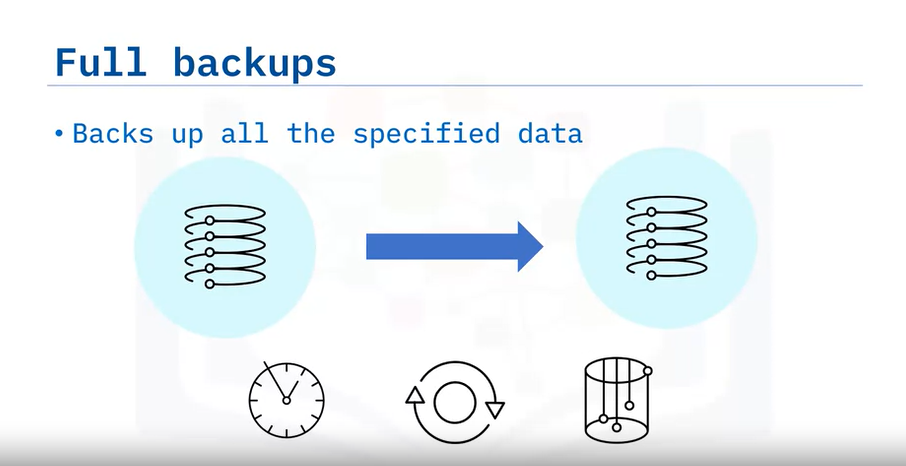 Full backups
• Backs up all the specified data